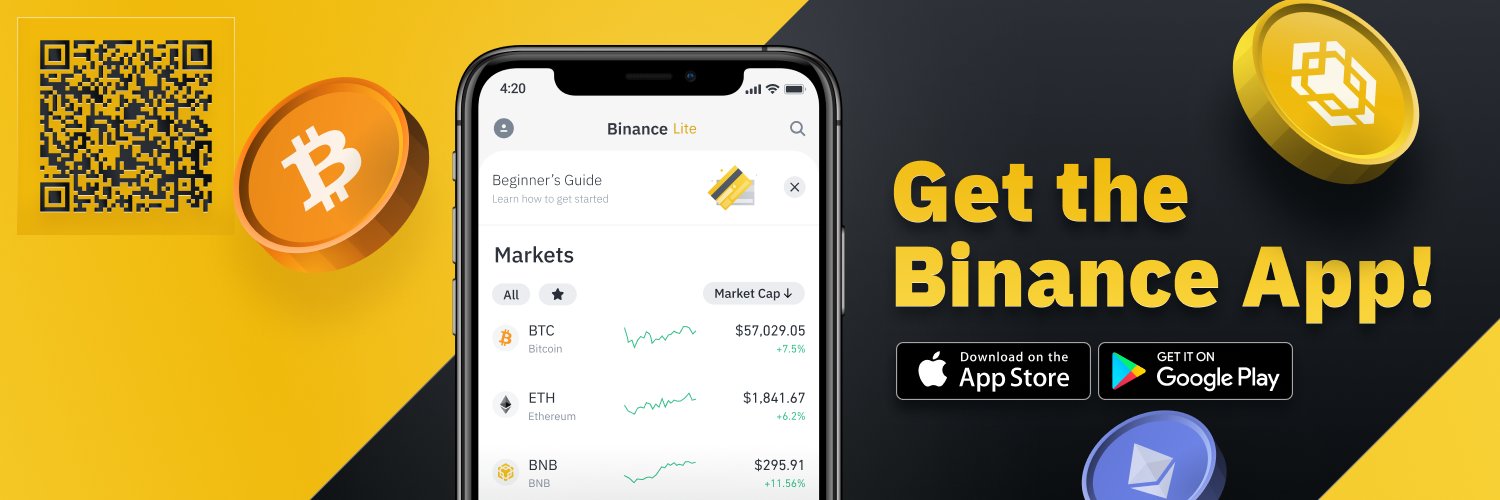 4:20
Binance Lite
Beginner's Guide
Learn how to get started
Markets
All
Market Cap ↓
BTC
Bitcoin
$57,029.05
+7.5%
ETH
Ethereum
$1,841.67
+6.2%
BNB
BNB
$295.91
+11.56%
Get the
Binance App!
Download on the
App Store
GET IT ON
Google Play